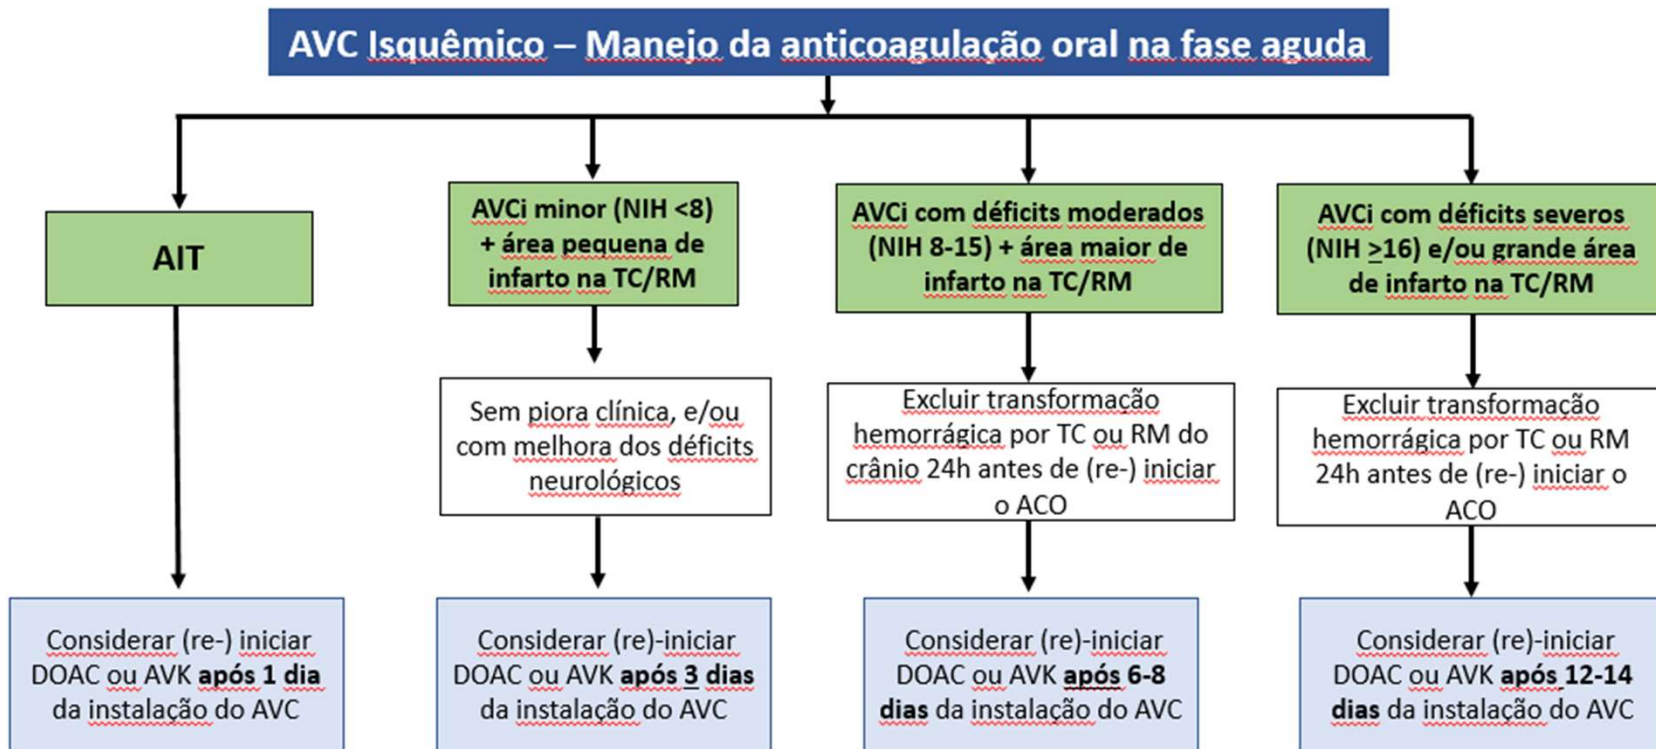 AVC Isquêmico – Manejo da anticoagulação oral na fase aguda
AIT
AVCi minor (NIH <8)
+ área pequena de
infarto na TC/RM
AVCi com déficits moderados
(NIH 8-15) + área maior de
infarto na TC/RM
AVCi com déficits severos
(NIH >16) e/ou grande área
de infarto na TC/RM
Sem piora clínica, e/ou
com melhora dos déficits
neurológicos
Excluir transformação
hemorrágica por TC ou RM do
crânio 24h antes de (re-) iniciar
o ACO
Excluir transformação
hemorrágica por TC ou RM
24h antes de (re-) iniciar o
ACO
Considerar (re-) iniciar
DOAC ou AVK após 1 dia
da instalação do AVC
Considerar (re)-iniciar
DOAC ou AVK após 3 dias
da instalação do AVC
Considerar (re)-iniciar
DOAC ou AVK após 6-8
dias da instalação do AVC
Considerar (re)-iniciar
DOAC ou AVK após 12-14
dias da instalação do AVC